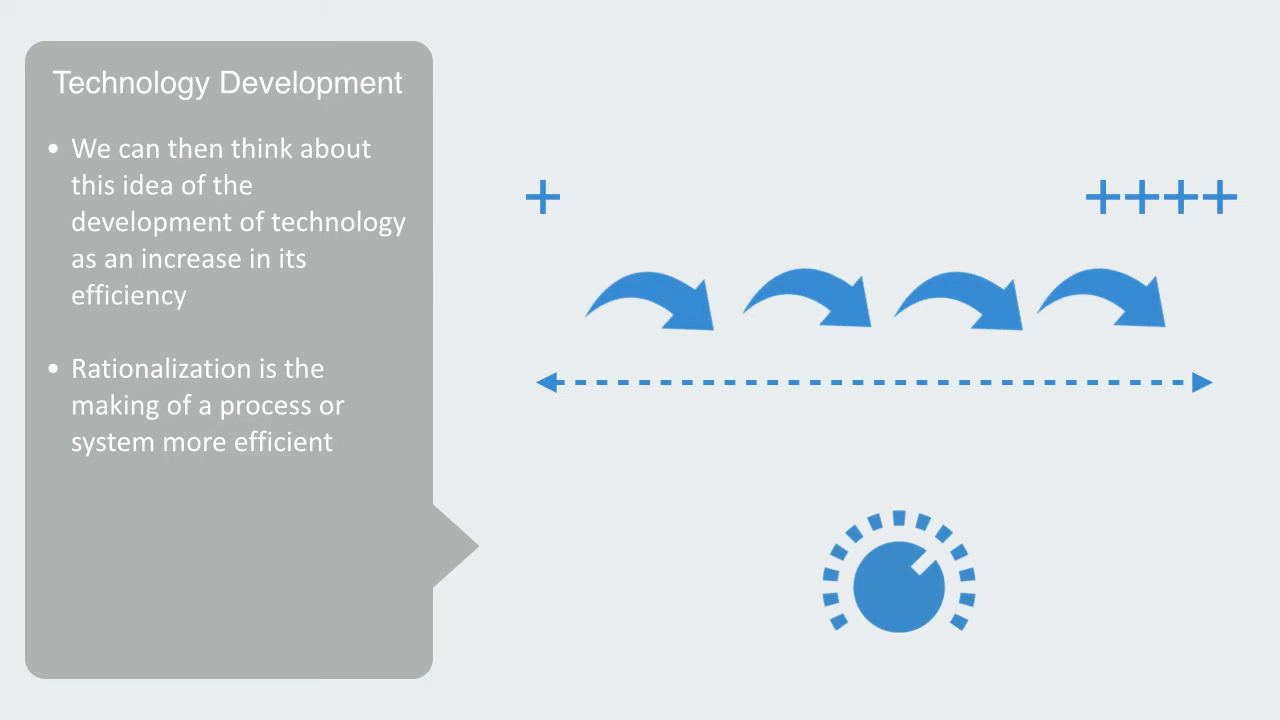 Technology Development
• We can then think about
this idea of the
development of technology
as an increase in its
efficiency
• Rationalization is the
making of a process or
system more efficient
+ ++++